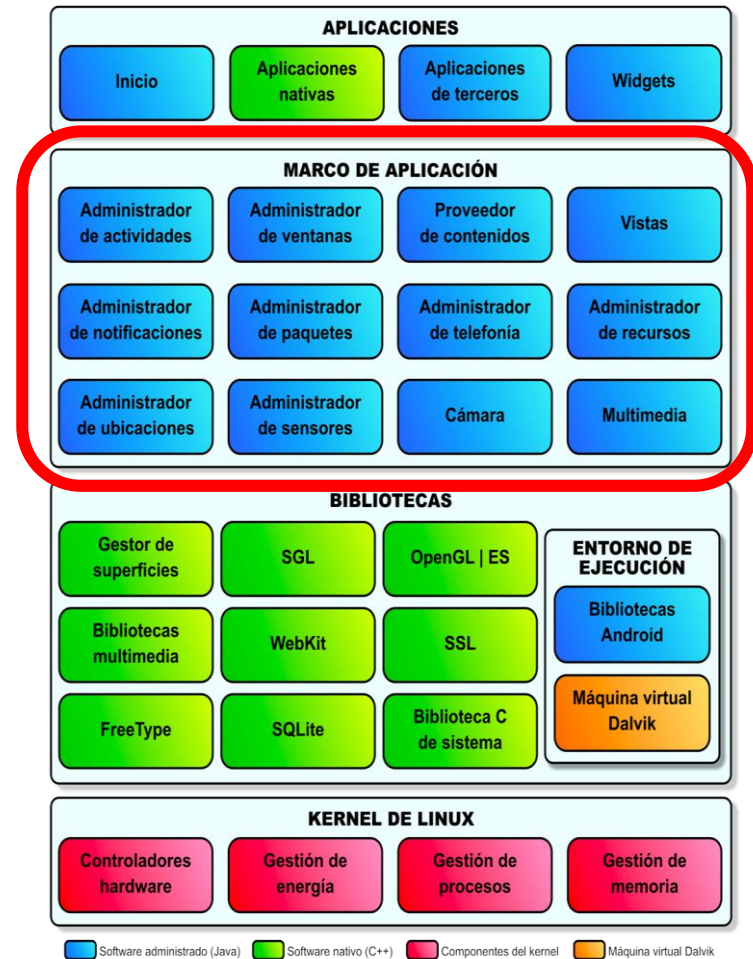 APLICACIONES
Inicio
Aplicaciones
nativas
Aplicaciones
de terceros
Widgets
MARCO DE APLICACIÓN
Administrador
de actividades
Administrador
de ventanas
Proveedor
de contenidos
Vistas
Administrador
de notificaciones
Administrador
de paquetes
Administrador
de telefonía
Administrador
de recursos
Administrador
de ubicaciones
Administrador
de sensores
Cámara
Multimedia
BIBLIOTECAS
Gestor de
superficies
SGL
OpenGL | ES
Bibliotecas
multimedia
WebKit
SSL
FreeType
SQLite
Biblioteca C
de sistema
ENTORNO DE
EJECUCIÓN
Bibliotecas
Android
Máquina virtual
Dalvik
KERNEL DE LINUX
Controladores
hardware
Gestión de
energía
Gestión de
procesos
Gestión de
memoria
Software administrado (Java)
Software nativo (C++)
Componentes del kernel
Máquina virtual Dalvik